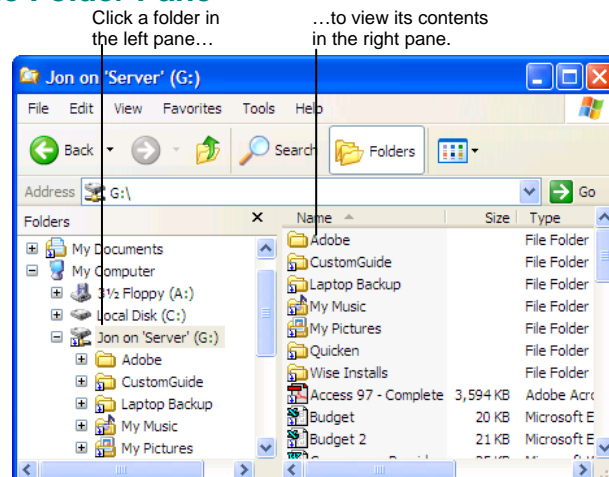 Click a folder in
the left pane…
…to view its contents
in the right pane.
Jon on 'Server' (G:)
File Edit View Favorites Tools Help
Back Search Folders
Address G:\ Go
Folders x
My Documents
My Computer
3½ Floppy (A:)
Local Disk (C:)
Jon on 'Server' (G:)
Adobe
CustomGuide
Laptop Backup
My Music
My Pictures
Name Size Type
Adobe File Folder
CustomGuide File Folder
Laptop Backup File Folder
My Music File Folder
My Pictures File Folder
Quicken File Folder
Wise Installs File Folder
Access 97 - Complete 3,594 KB Adobe Acro
Budget 20 KB Microsoft E
Budget 2 21 KB Microsoft E